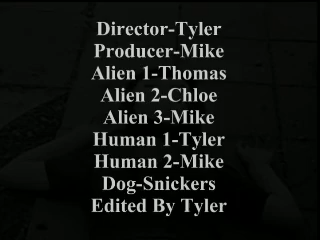 Director-Tyler
Producer-Mike
Alien 1-Thomas
Alien 2-Chloe
Alien 3-Mike
Human 1-Tyler
Human 2-Mike
Dog-Snickers
Edited By Tyler